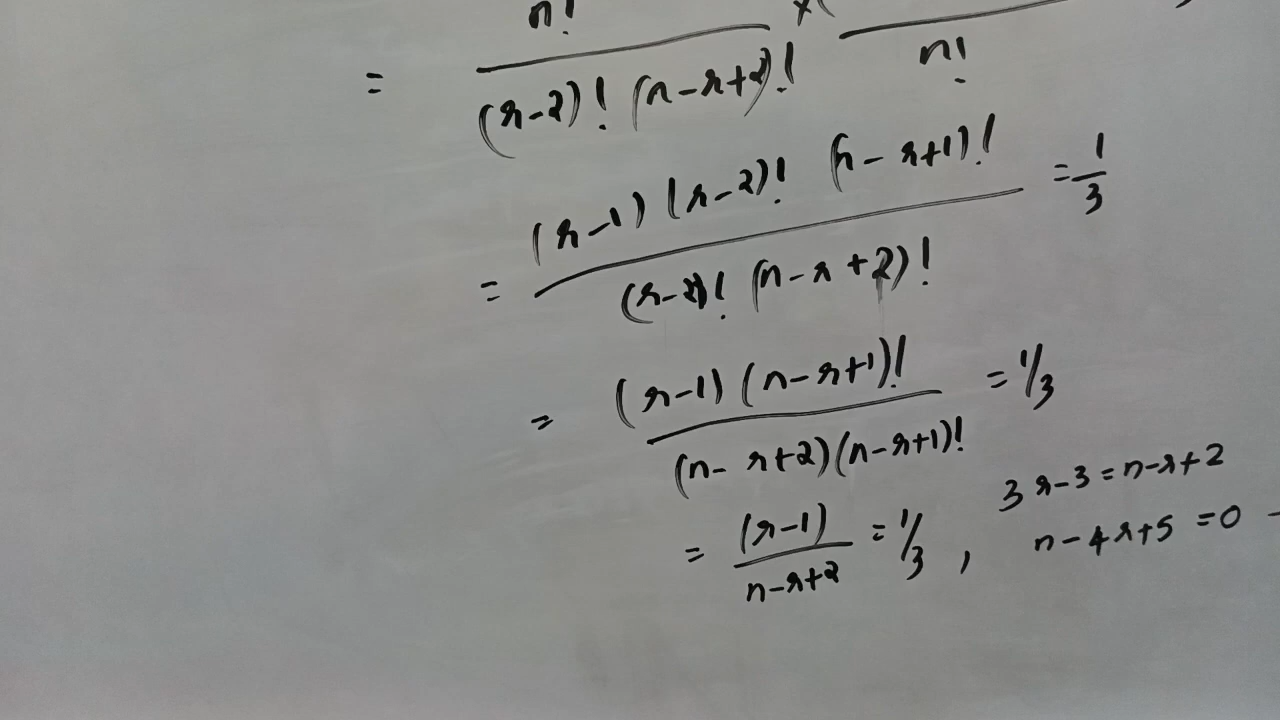 n! × (
= (r-2)! (n-r+2)! n!
(r-1) (r-2)! (n-r+1)! = 1/3
= (r-2)! (n-r+2)!
= (r-1) (n-r+1)! = 1/3
(n-r+2)(n-r+1)!
3r-3 = n-r+2
= (r-1) / n-r+2 = 1/3 , n-4r+5 = 0 -